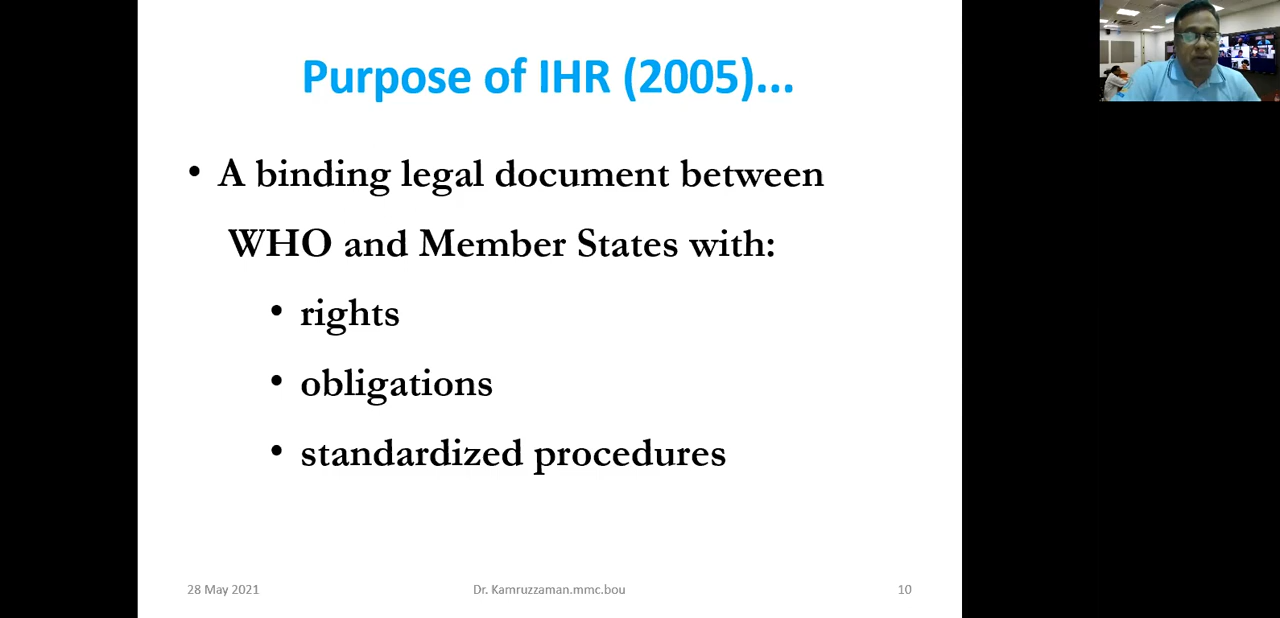 Purpose of IHR (2005)...
• A binding legal document between
WHO and Member States with:
• rights
• obligations
• standardized procedures
28 May 2021
Dr. Kamruzzaman.mmc.bou
10